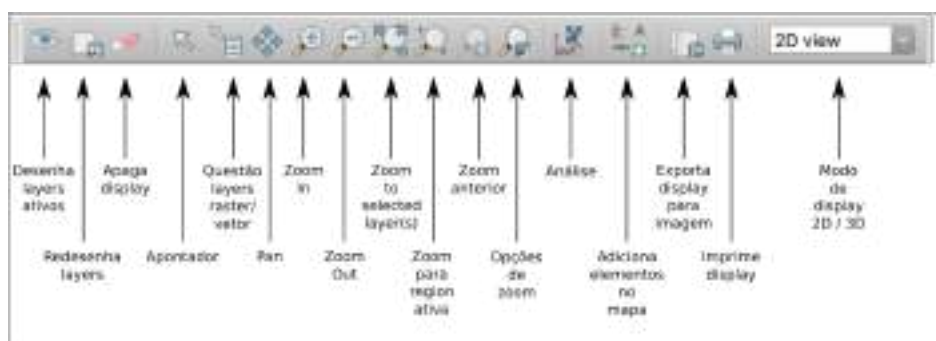 2D view
Desenha
layers
ativos
Apaga
display
Questão
layers
raster/
vetor
Zoom
In
Zoom
to
selected
layer(s)
Zoom
anterior
Análise
Exporta
display
para
imagem
Modo
de
display
2D / 3D
Redesenha
layers
Apontador
Pan
Zoom
Out
Zoom
para
region
ativa
Opções
de
zoom
Adiciona
elementos
no
mapa
Imprime
display